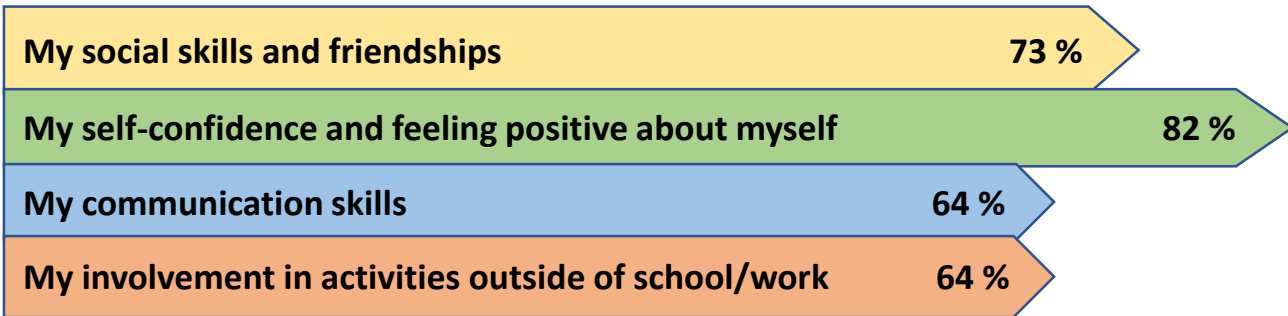 My social skills and friendships 73 %
My self-confidence and feeling positive about myself 82 %
My communication skills 64 %
My involvement in activities outside of school/work 64 %